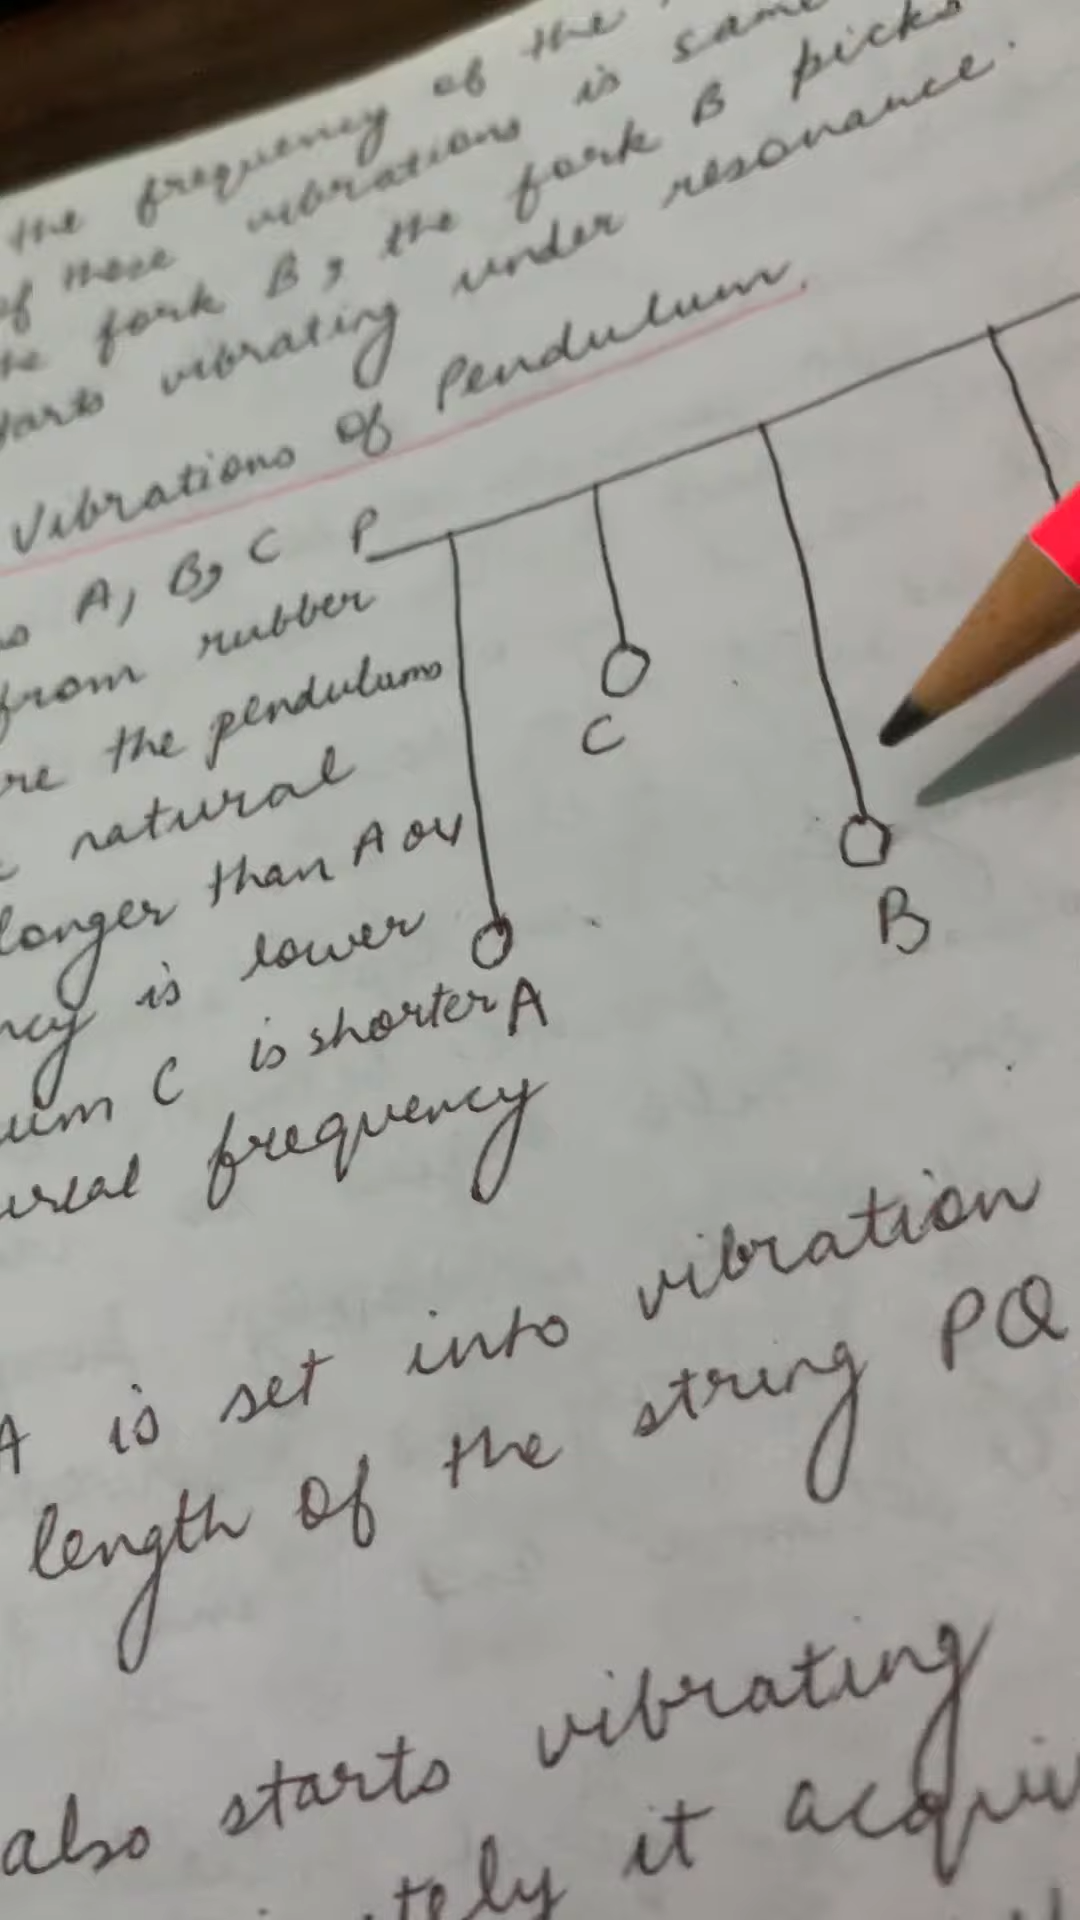 the frequency of the
of these vibrations is same
fork B, the fork B picks
starts vibrating under resonance.
Vibrations of Pendulum.
A, B, C P
from rubber
the pendulums
natural
longer than A or
is lower
C is shorter A
frequency
C
B
A is set into vibration
length of the string PQ
also starts vibrating
it